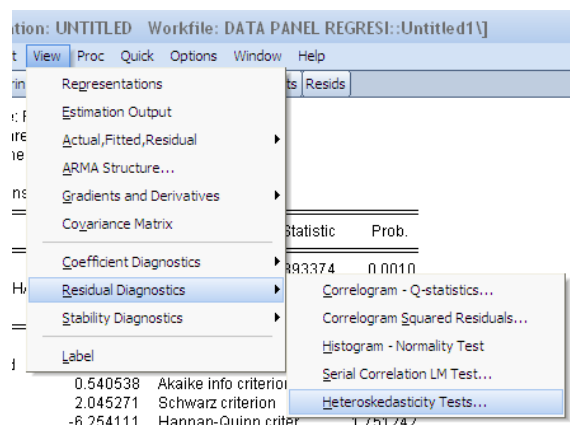 UNTITLED Workfile: DATA PANEL REGRESI::Untitled1\]
View Proc Quick Options Window Help
Resids
Representations
Estimation Output
Actual,Fitted,Residual
ARMA Structure...
Gradients and Derivatives
Covariance Matrix
Statistic Prob.
Coefficient Diagnostics
893374 0.0010
Residual Diagnostics
Correlogram - Q-statistics...
Stability Diagnostics
Correlogram Squared Residuals...
Histogram - Normality Test
Label
Serial Correlation LM Test...
0.540538 Akaike info criterion
2.045271 Schwarz criterion
Heteroskedasticity Tests...
-6.254111 Hannan-Quinn criter. 1.751242